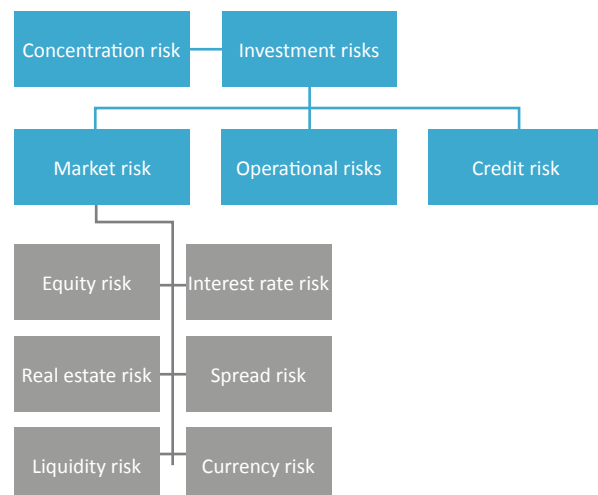 Concentration risk
Investment risks
Market risk
Operational risks
Credit risk
Equity risk
Interest rate risk
Real estate risk
Spread risk
Liquidity risk
Currency risk